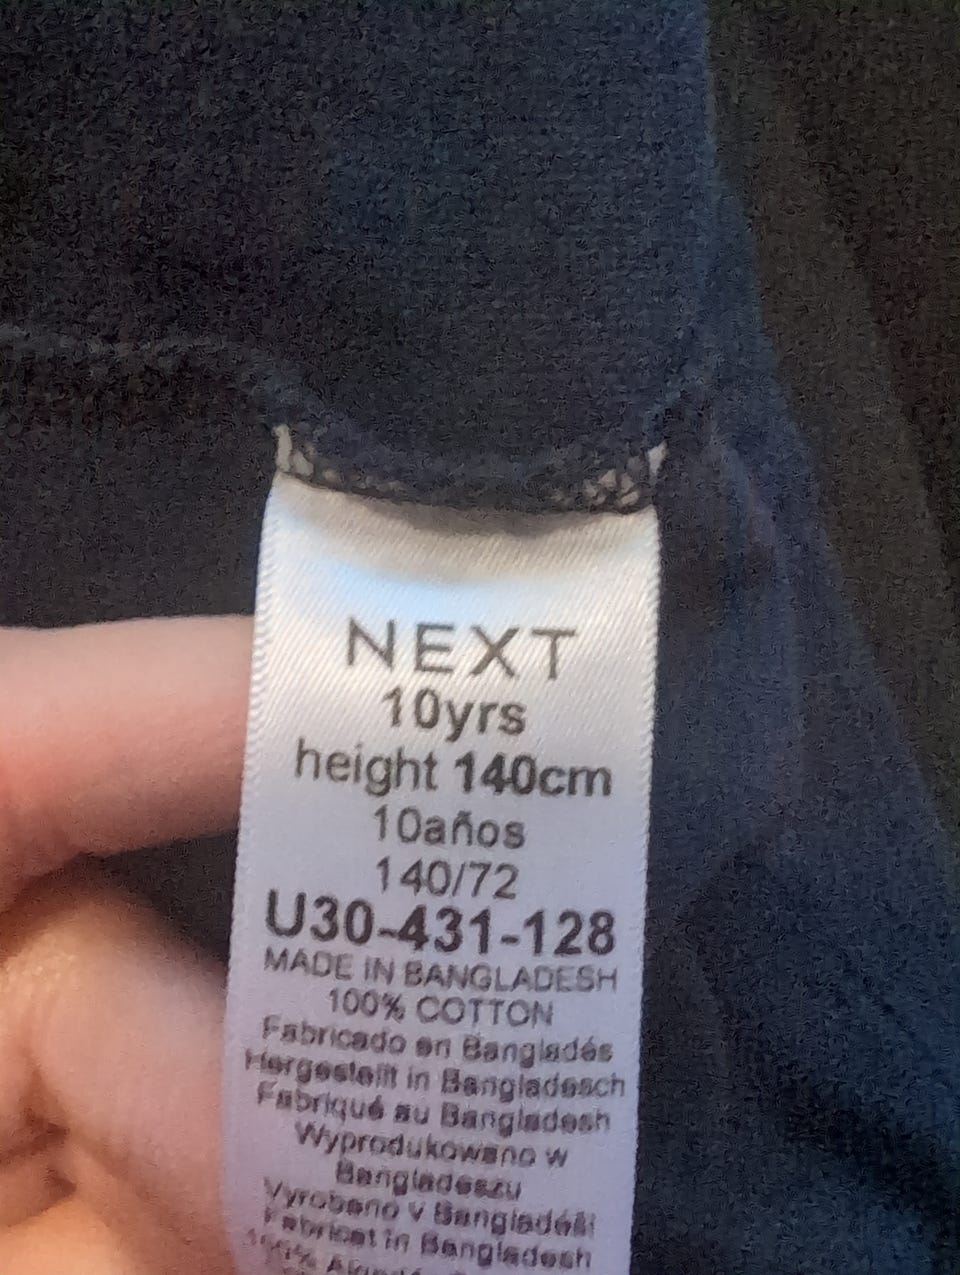 NEXT
10yrs
height 140cm
10años
140/72
U30-431-128
MADE IN BANGLADESH
100% COTTON
Fabricado en Bangladés
Hergestellt in Bangladesch
Fabriqué au Bangladesh
Wyprodukowano w
Bangladeszu
Vyrobeno v Bangladéši
Fabricat in Bangladesh
100%